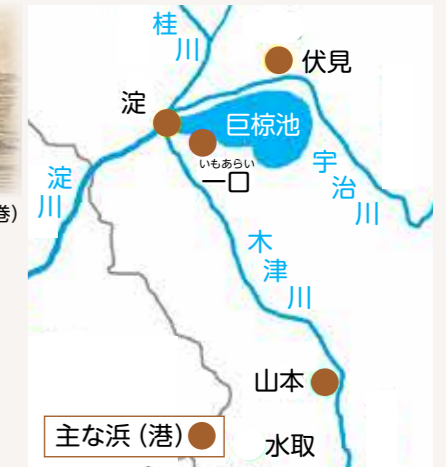 桂川
伏見
淀
巨椋池
いもあらい
一口
宇治川
淀川
巷)
木津川
山本
主な浜(港)
水取